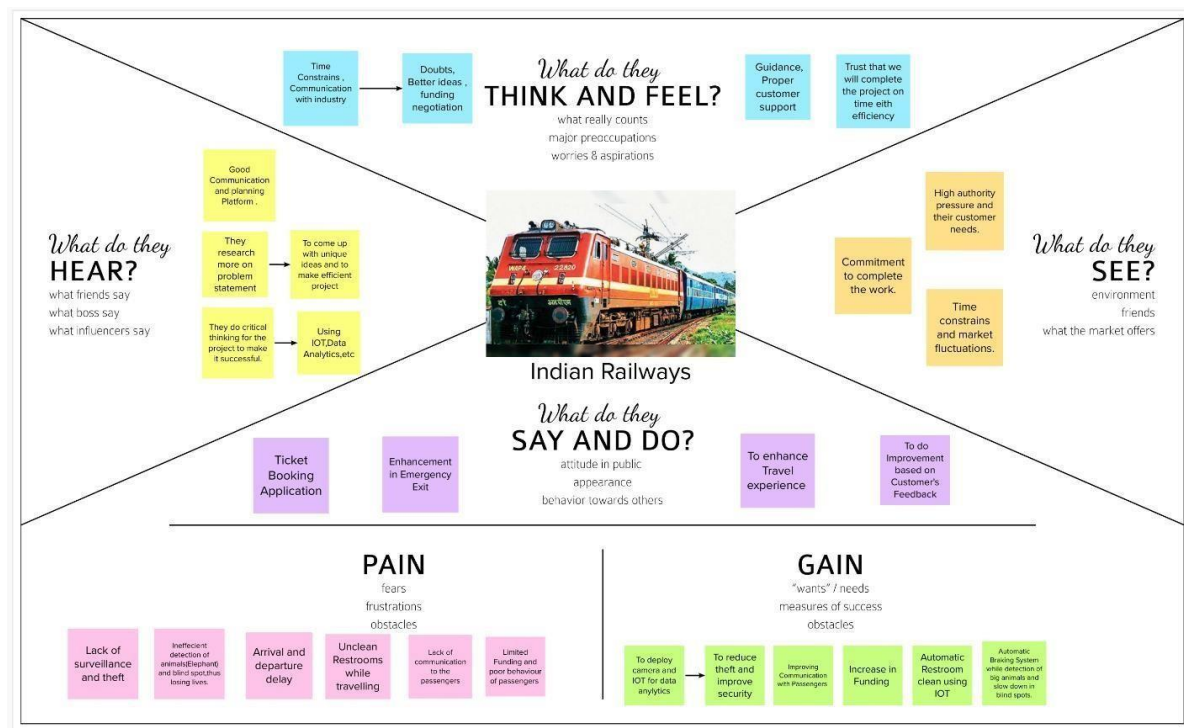 What do they
THINK AND FEEL?
what really counts
major preoccupations
worries & aspirations
Time
Constrains ,
Communication
with industry
Doubts,
Better ideas ,
funding
negotiation
Guidance,
Proper
customer
support
Trust that we
will complete
the project on
time eith
efficiency
What do they
HEAR?
what friends say
what boss say
what influencers say
Good
Communication
and planning
Platform .
They
research
more on
problem
statement
To come up
with unique
ideas and to
make efficient
project
They do critical
thinking for the
project to make
it successful.
Using
IOT,Data
Analytics,etc
WAP4
22820
Indian Railways
What do they
SEE?
environment
friends
what the market offers
High authority
pressure and
their customer
needs.
Commitment
to complete
the work.
Time
constrains
and market
fluctuations.
What do they
SAY AND DO?
attitude in public
appearance
behavior towards others
Ticket
Booking
Application
Enhancement
in Emergency
Exit
To enhance
Travel
experience
To do
Improvement
based on
Customer's
Feedback
PAIN
fears
frustrations
obstacles
Lack of
surveillance
and theft
Ineffecient
detection of
animals(Elephant)
and blind spot,thus
losing lives.
Arrival and
departure
delay
Unclean
Restrooms
while
travelling
Lack of
communication
to the
passengers
Limited
Funding and
poor behaviour
of passengers
GAIN
"wants" / needs
measures of success
obstacles
To deploy
camera and
IOT for data
anylytics
To reduce
theft and
improve
security
Improving
Communication
with Passengers
Increase in
Funding
Automatic
Restroom
clean using
IOT
Automatic
Braking System
while detection of
big animals and
slow down in
blind spots.